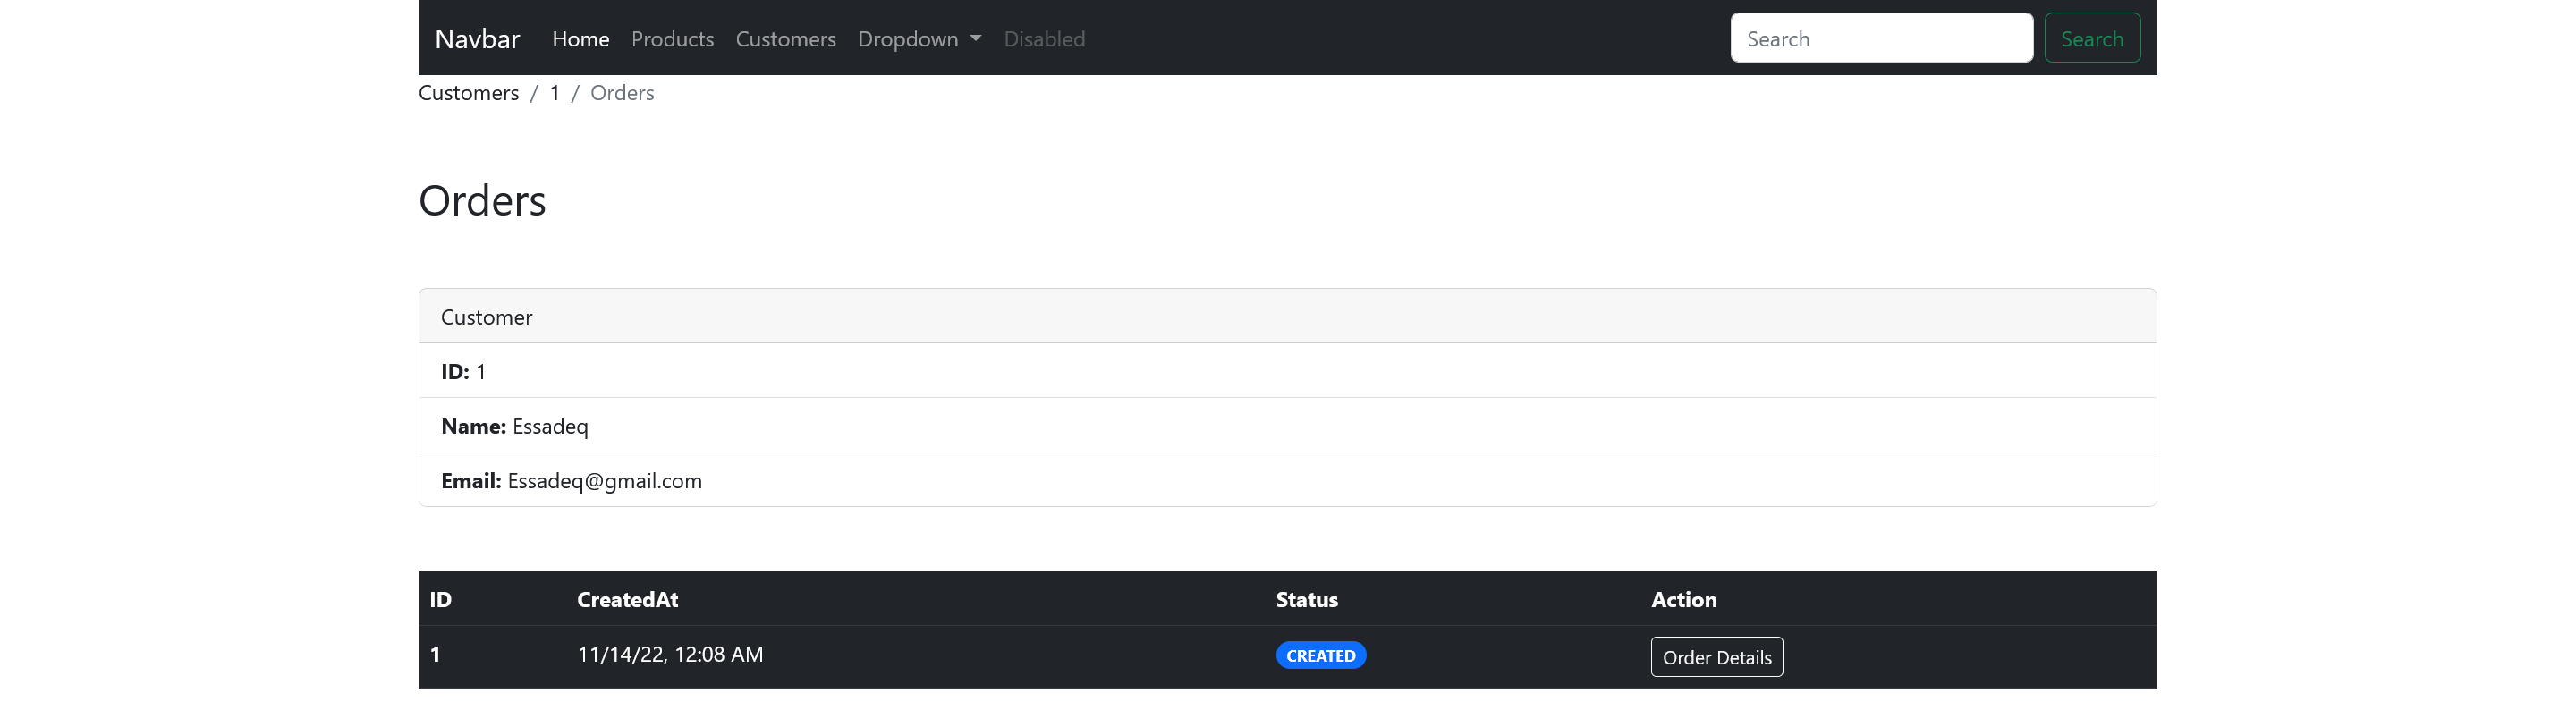 Navbar Home Products Customers Dropdown Disabled Search Search
Customers / 1 / Orders
Orders
Customer
ID: 1
Name: Essadeq
Email: Essadeq@gmail.com
ID CreatedAt Status Action
1 11/14/22, 12:08 AM CREATED Order Details